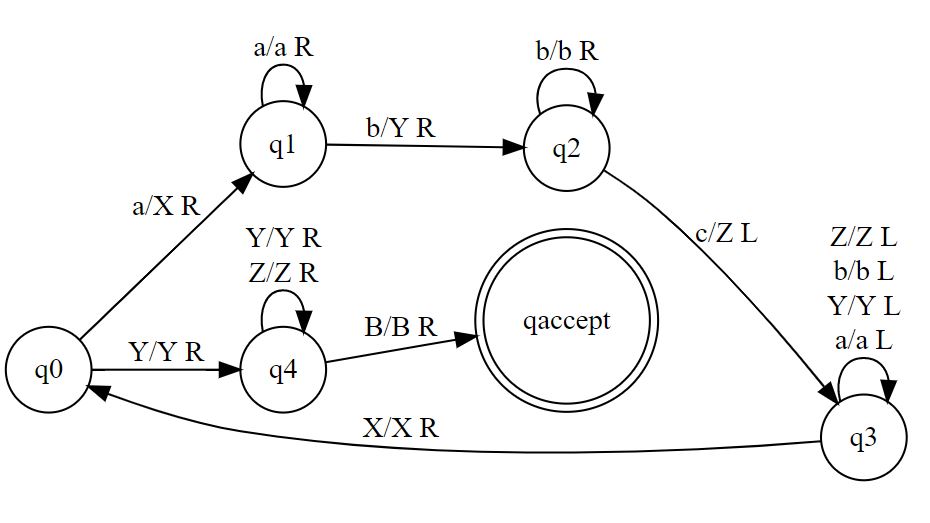 a/a R
b/b R
q1
b/Y R
q2
a/X R
Y/Y R
Z/Z R
c/Z L
Z/Z L
b/b L
Y/Y L
a/a L
B/B R
qaccept
q0
Y/Y R
q4
X/X R
q3